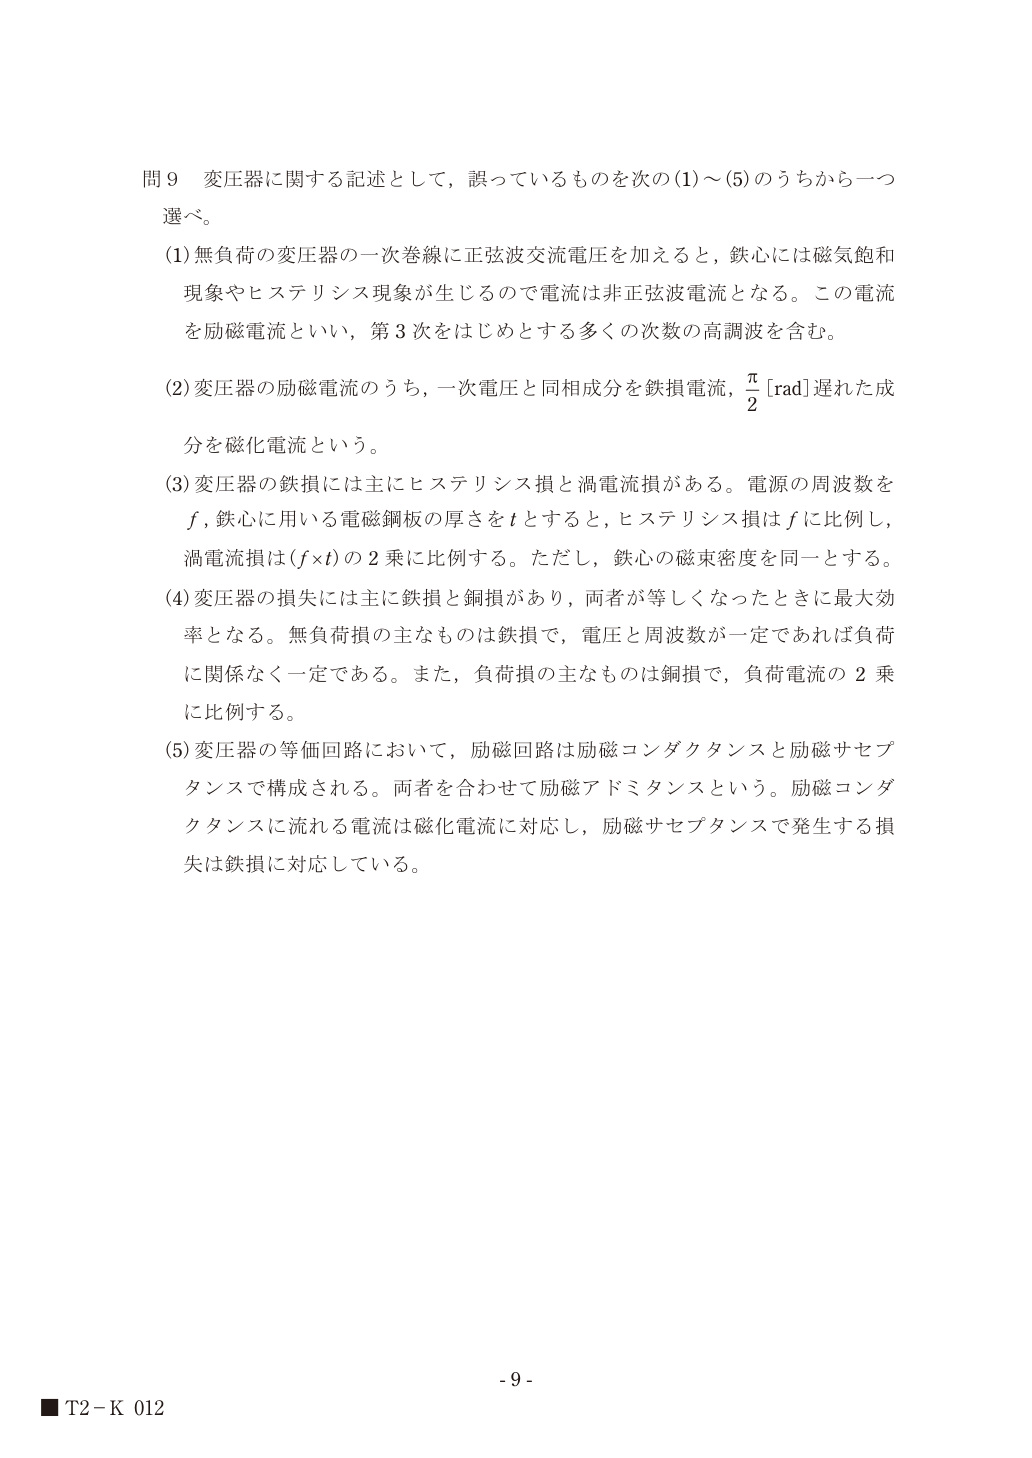 問９　変圧器に関する記述として，誤っているものを次の(1)～(5)のうちから一つ
選べ。
(1)無負荷の変圧器の一次巻線に正弦波交流電圧を加えると，鉄心には磁気飽和
現象やヒステリシス現象が生じるので電流は非正弦波電流となる。この電流
を励磁電流といい，第３次をはじめとする多くの次数の高調波を含む。
(2)変圧器の励磁電流のうち，一次電圧と同相成分を鉄損電流，π/2[rad]遅れた成
分を磁化電流という。
(3)変圧器の鉄損には主にヒステリシス損と渦電流損がある。電源の周波数を
f，鉄心に用いる電磁鋼板の厚さをtとすると，ヒステリシス損はfに比例し，
渦電流損は(f×t)の２乗に比例する。ただし，鉄心の磁束密度を同一とする。
(4)変圧器の損失には主に鉄損と銅損があり，両者が等しくなったときに最大効
率となる。無負荷損の主なものは鉄損で，電圧と周波数が一定であれば負荷
に関係なく一定である。また，負荷損の主なものは銅損で，負荷電流の 2 乗
に比例する。
(5)変圧器の等価回路において，励磁回路は励磁コンダクタンスと励磁サセプ
タンスで構成される。両者を合わせて励磁アドミタンスという。励磁コンダ
クタンスに流れる電流は磁化電流に対応し，励磁サセプタンスで発生する損
失は鉄損に対応している。
- 9 -
■ T2－K 012